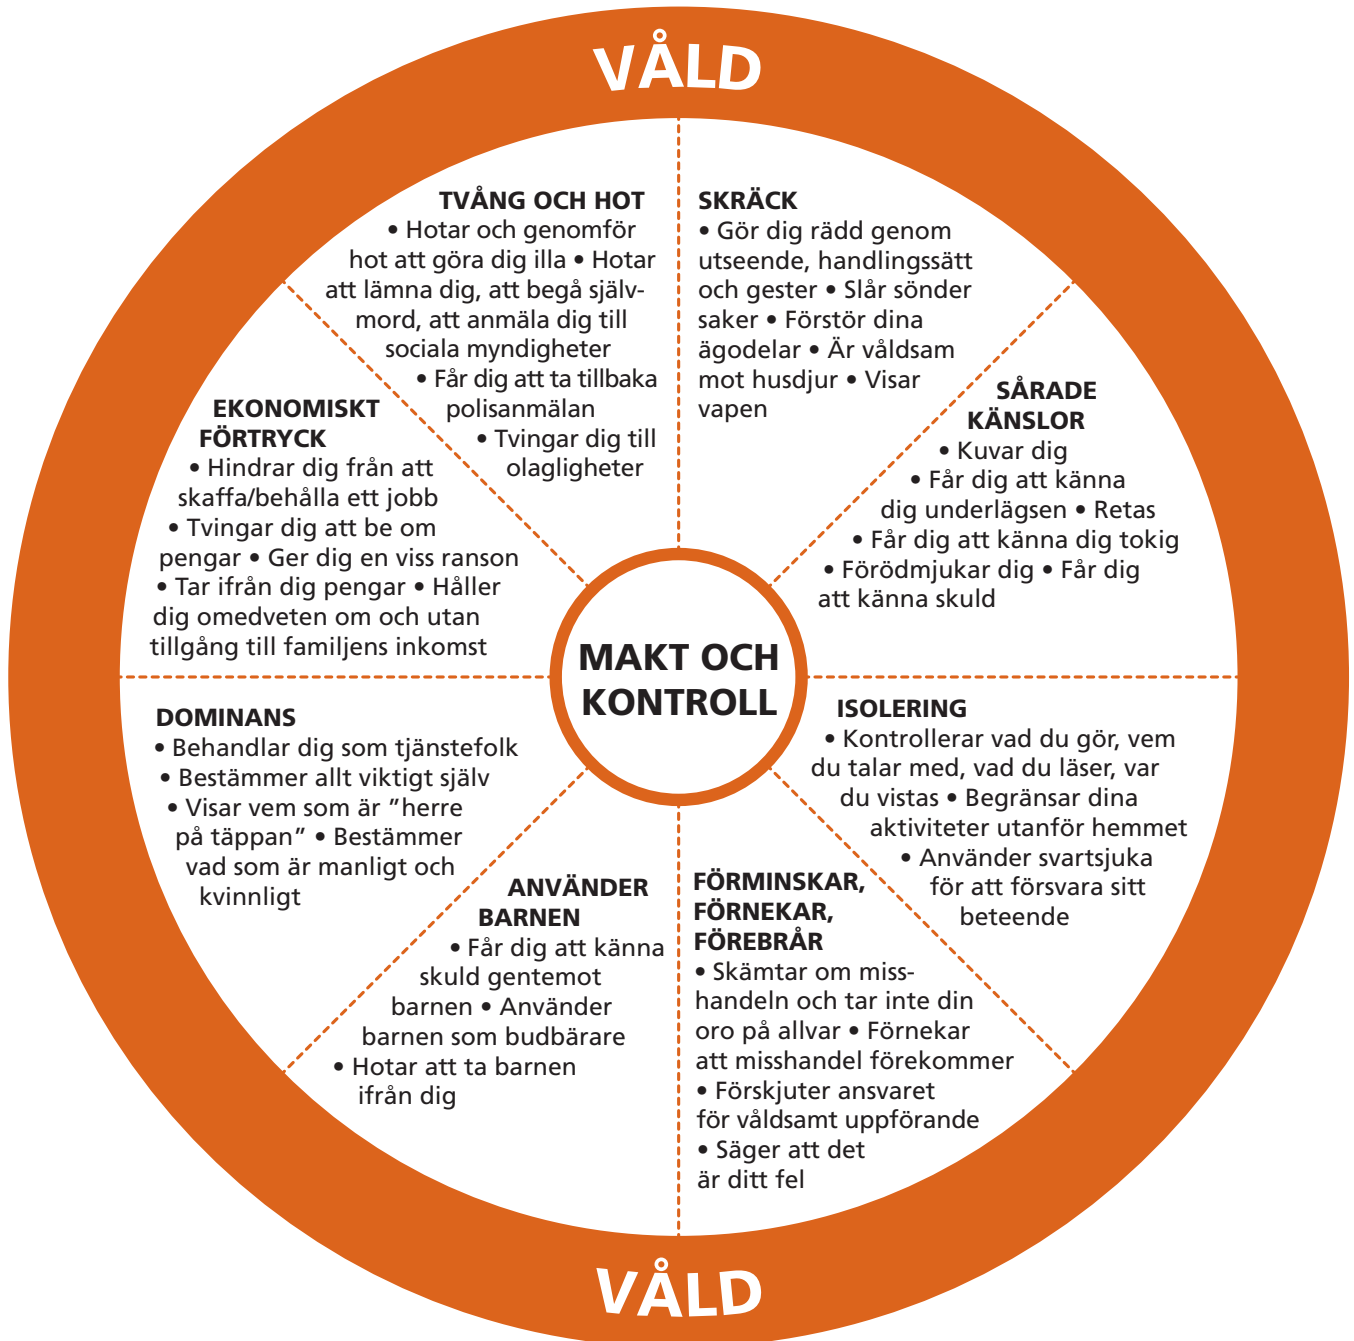 VÅLD
TVÅNG OCH HOT
• Hotar och genomför
hot att göra dig illa • Hotar
att lämna dig, att begå själv-
mord, att anmäla dig till
sociala myndigheter
• Får dig att ta tillbaka
polisanmälan
• Tvingar dig till
olagligheter
SKRÄCK
• Gör dig rädd genom
utseende, handlingssätt
och gester • Slår sönder
saker • Förstör dina
ägodelar • Är våldsam
mot husdjur • Visar
vapen
SÅRADE
KÄNSLOR
• Kuvar dig
• Får dig att känna
dig underlägsen • Retas
• Får dig att känna dig tokig
• Förödmjukar dig • Får dig
att känna skuld
EKONOMISKT
FÖRTRYCK
• Hindrar dig från att
skaffa/behålla ett jobb
• Tvingar dig att be om
pengar • Ger dig en viss ranson
• Tar ifrån dig pengar • Håller
dig omedveten om och utan
tillgång till familjens inkomst
MAKT OCH
KONTROLL
DOMINANS
• Behandlar dig som tjänstefolk
• Bestämmer allt viktigt själv
• Visar vem som är ”herre
på täppan” • Bestämmer
vad som är manligt och
kvinnligt
ISOLERING
• Kontrollerar vad du gör, vem
du talar med, vad du läser, var
du vistas • Begränsar dina
aktiviteter utanför hemmet
• Använder svartsjuka
för att försvara sitt
beteende
ANVÄNDER
BARNEN
• Får dig att känna
skuld gentemot
barnen • Använder
barnen som budbärare
• Hotar att ta barnen
ifrån dig
FÖRMINSKAR,
FÖRNEKAR,
FÖREBRÅR
• Skämtar om miss-
handeln och tar inte din
oro på allvar • Förnekar
att misshandel förekommer
• Förskjuter ansvaret
för våldsamt uppförande
• Säger att det
är ditt fel
VÅLD